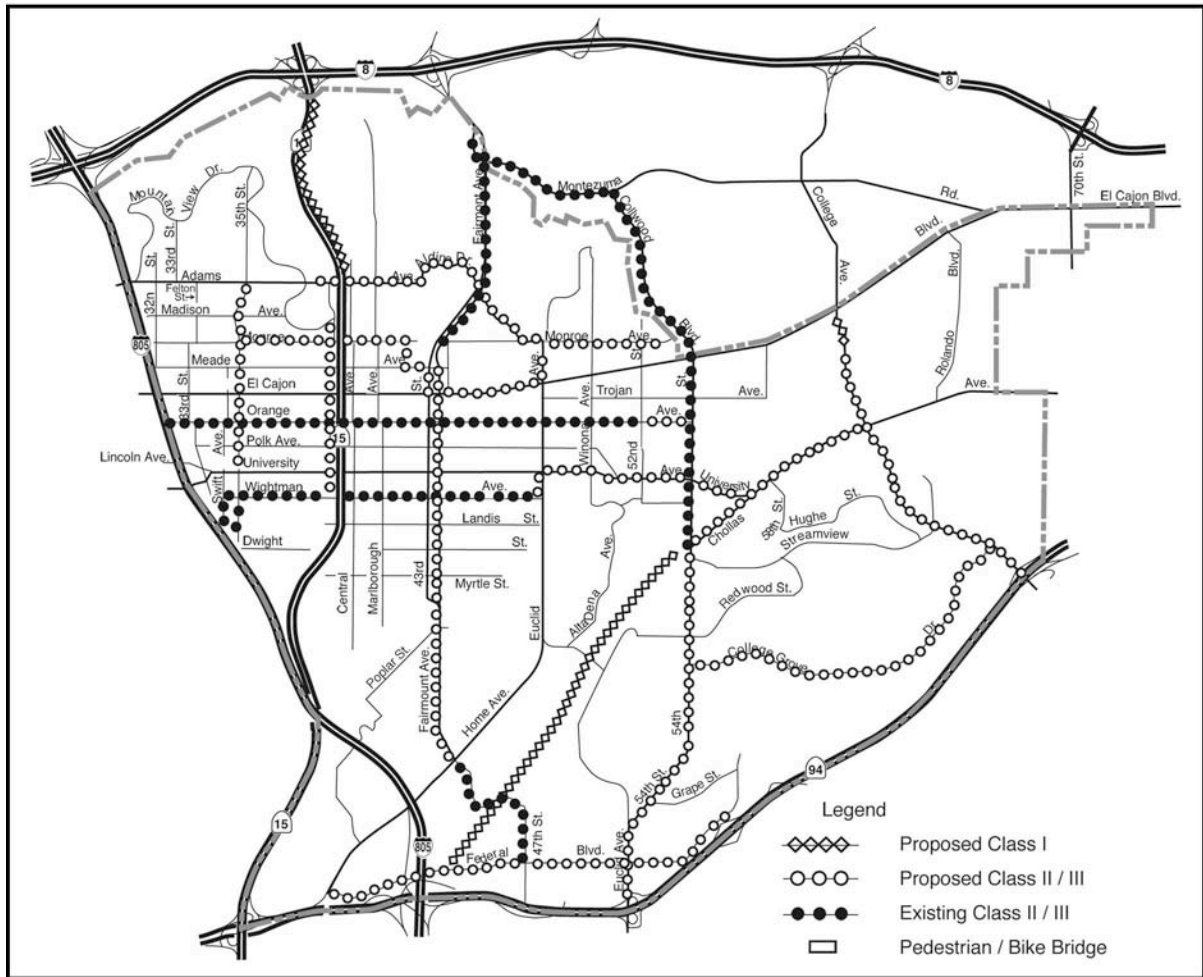 8
8
15
Mountain
View Dr.
33rd
St.
35th St.
32n
St.
Adams
Ave.
Aldine Dr.
Felton
St.→
Madison
Ave.
Monroe
Meade
Ave.
El Cajon
33rd
St.
Orange
Polk Ave.
Lincoln Ave.
University
Swift
Ave.
Wightman
Ave.
Landis
St.
Dwight
St.
Central
Ave.
Marlborough
Ave.
43rd
St.
Myrtle St.
Poplar St.
Fairmount Ave.
Home Ave.
Euclid
Ave.
Fairmont Ave.
Montezuma
Rd.
Collwood
Blvd.
Monroe
Ave.
Trojan
Ave.
Winona
Ave.
52nd
St.
Ave.
University
Ave.
Chollas
Alta Dena
Ave.
College
Ave.
Blvd.
El Cajon Blvd.
70th St.
Rolando
Blvd.
Ave.
58th St.
Hughe St.
Streamview
Redwood St.
College Grove
Dr.
54th
St.
54th St.
Grape St.
Euclid Ave.
47th St.
Federal
Blvd.
805
15
805
15
94
Legend
Proposed Class I
Proposed Class II / III
Existing Class II / III
Pedestrian / Bike Bridge